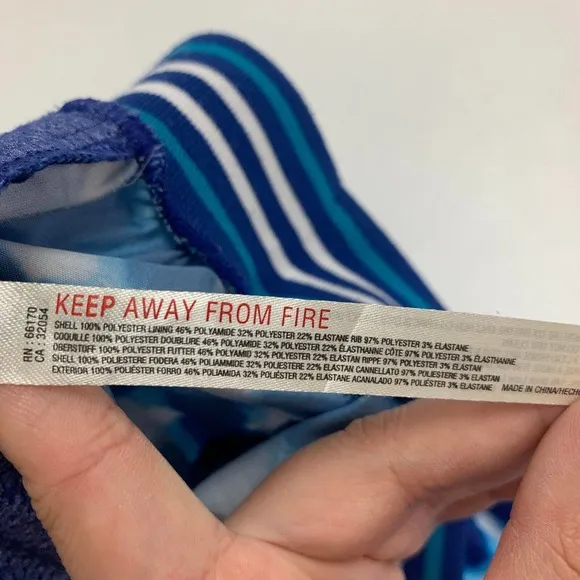 RN : 66170
CA : 32054
KEEP AWAY FROM FIRE
SHELL 100% POLYESTER LINING 46% POLYAMIDE 32% POLYESTER 22% ELASTANE RIB 97% POLYESTER 3% ELASTANE
COQUILLE 100% POLYESTER DOUBLURE 46% POLYAMIDE 32% POLYESTER 22% ÉLASTHANNE CÔTE 97% POLYESTER 3% ÉLASTHANNE
OBERSTOFF 100% POLYESTER FUTTER 46% POLYAMID 32% POLYESTER 22% ELASTAN RIPPE 97% POLYESTER 3% ELASTAN
SHELL 100% POLIESTERE FODERA 46% POLIAMMIDE 32% POLIESTERE 22% ELASTAN CANNELLATO 97% POLIESTERE 3% ELASTAN
EXTERIOR 100% POLIÉSTER FORRO 46% POLIAMIDA 32% POLIÉSTER 22% ELASTANE ACANALADO 97% POLIÉSTER 3% ELASTANE
MADE IN CHINA/HECHO